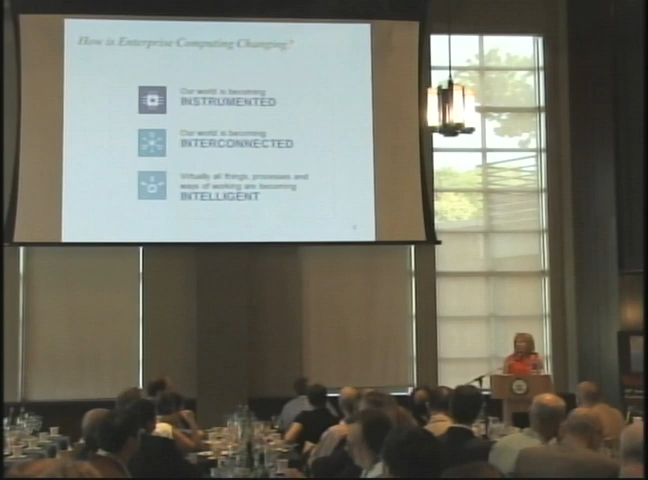 How is Enterprise Computing Changing?
Our world is becoming
INSTRUMENTED
Our world is becoming
INTERCONNECTED
Virtually all things, processes and
ways of working are becoming
INTELLIGENT